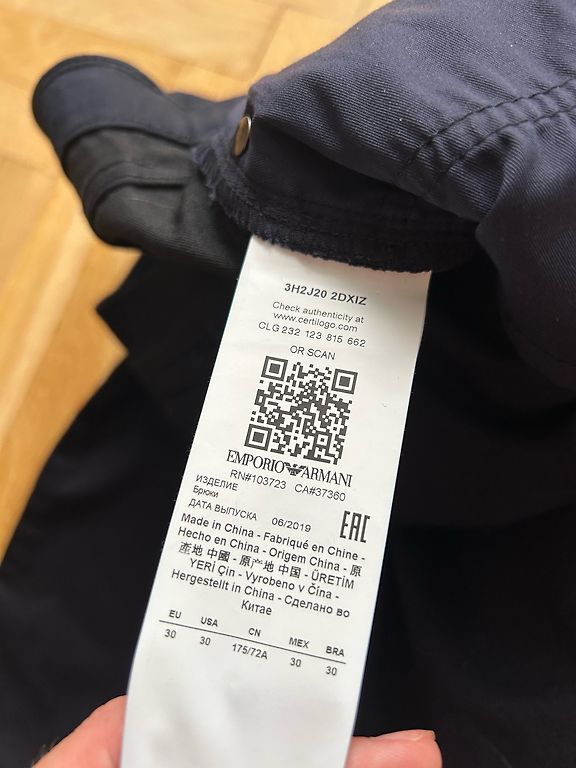 3H2J20 2DXIZ
Check authenticity at
www.certilogo.com
CLG 232 123 815 662
OR SCAN
EMPORIO ARMANI
RN#103723 CA#37360
ИЗДЕЛИЕ
Брюки
ДАТА ВЫПУСКА 06/2019
EAC
Made in China - Fabriqué en Chine -
Hecho en China - Origem China - 原
產地 中國 - 原产地 中国 - ÜRETİM
YERİ Çin - Vyrobeno v Čína -
Hergestellt in China - Сделано во
Китае
EU USA CN MEX BRA
30 30 175/72A 30 30